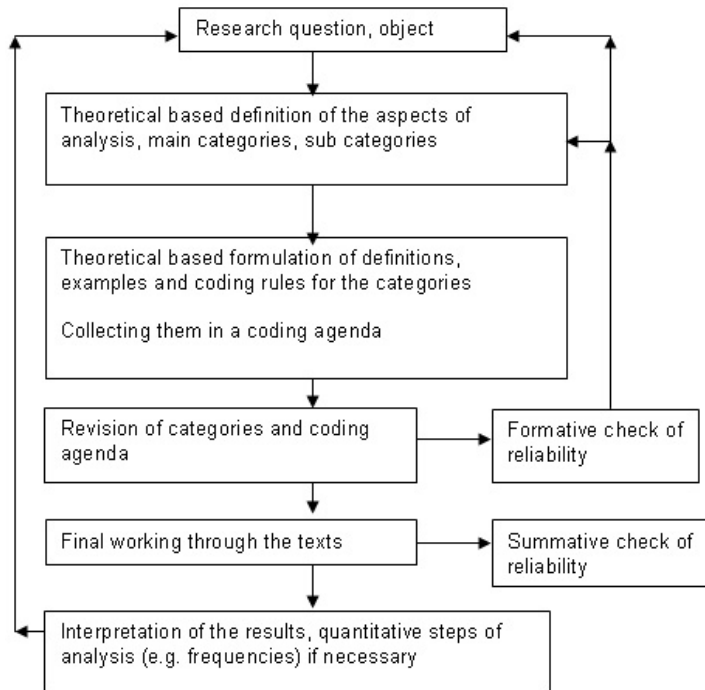 Research question, object
Theoretical based definition of the aspects of
analysis, main categories, sub categories
Theoretical based formulation of definitions,
examples and coding rules for the categories
Collecting them in a coding agenda
Revision of categories and coding
agenda
Formative check of
reliability
Final working through the texts
Summative check of
reliability
Interpretation of the results, quantitative steps of
analysis (e.g. frequencies) if necessary